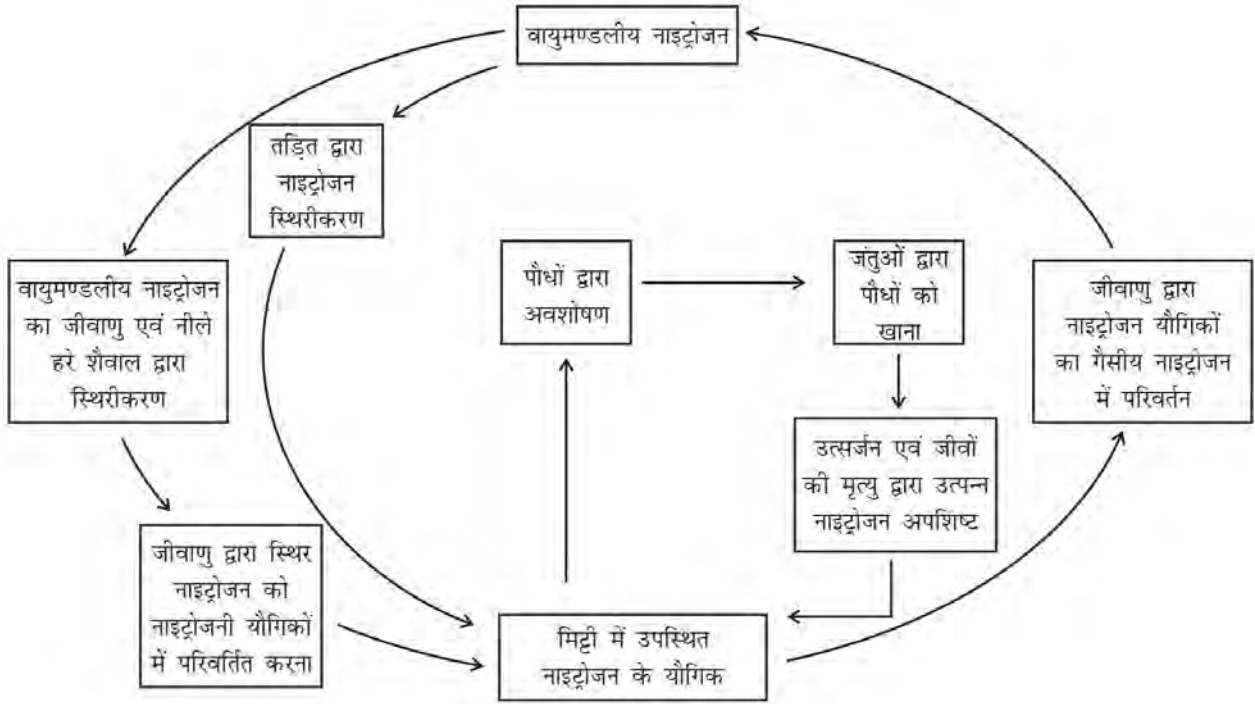 वायुमण्डलीय नाइट्रोजन
तड़ित द्वारा
नाइट्रोजन
स्थिरीकरण
वायुमण्डलीय नाइट्रोजन
का जीवाणु एवं नीले
हरे शैवाल द्वारा
स्थिरीकरण
पौधों द्वारा
अवशोषण
जंतुओं द्वारा
पौधों को
खाना
जीवाणु द्वारा
नाइट्रोजन यौगिकों
का गैसीय नाइट्रोजन
में परिवर्तन
उत्सर्जन एवं जीवों
की मृत्यु द्वारा उत्पन्न
नाइट्रोजन अपशिष्ट
जीवाणु द्वारा स्थिर
नाइट्रोजन को
नाइट्रोजनी यौगिकों
में परिवर्तित करना
मिट्टी में उपस्थित
नाइट्रोजन के यौगिक